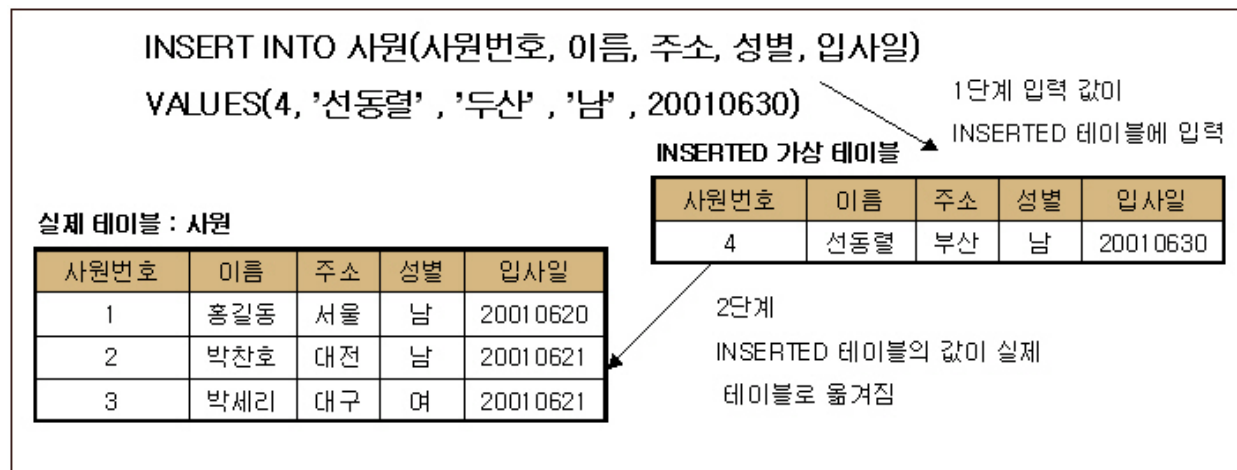 INSERT INTO 사원(사원번호, 이름, 주소, 성별, 입사일)
VALUES(4, '선동렬' , '두산' , '남' , 20010630)
1단계 입력 값이
INSERTED 테이블에 입력
INSERTED 가상 테이블
사원번호 이름 주소 성별 입사일
4 선동렬 부산 남 20010630
실제 테이블 : 사원
사원번호 이름 주소 성별 입사일
1 홍길동 서울 남 20010620
2 박찬호 대전 남 20010621
3 박세리 대구 여 20010621
2단계
INSERTED 테이블의 값이 실제
테이블로 옮겨짐